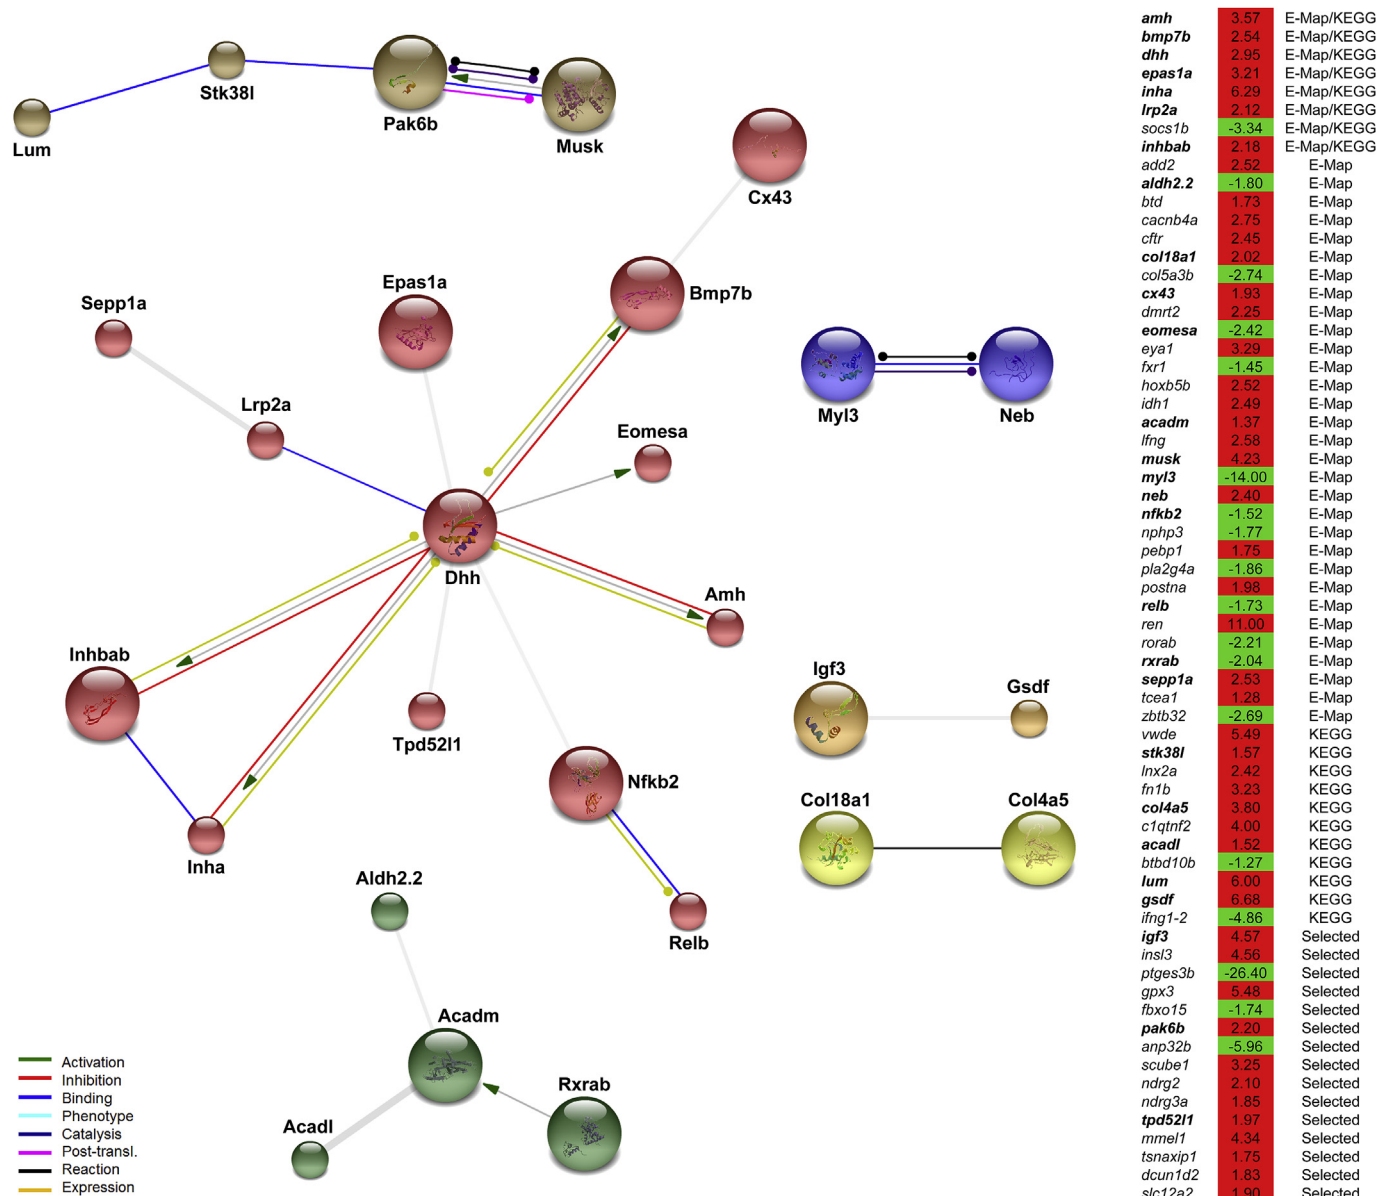 Lum
Stk38l
Pak6b
Musk
Cx43
Bmp7b
Epas1a
Sepp1a
Lrp2a
Eomesa
Myl3
Neb
Dhh
Amh
Inhbab
Tpd52l1
Inha
Nfkb2
Relb
Igf3
Gsdf
Col18a1
Col4a5
Aldh2.2
Acadm
Acadl
Rxrab
Activation
Inhibition
Binding
Phenotype
Catalysis
Post-transl.
Reaction
Expression
amh 3.57 E-Map/KEGG
bmp7b 2.54 E-Map/KEGG
dhh 2.95 E-Map/KEGG
epas1a 3.21 E-Map/KEGG
inha 6.29 E-Map/KEGG
lrp2a 2.12 E-Map/KEGG
socs1b -3.34 E-Map/KEGG
inhbab 2.18 E-Map/KEGG
add2 2.52 E-Map
aldh2.2 -1.80 E-Map
btd 1.73 E-Map
cacnb4a 2.75 E-Map
cftr 2.45 E-Map
col18a1 2.02 E-Map
col5a3b -2.74 E-Map
cx43 1.93 E-Map
dmrt2 2.25 E-Map
eomesa -2.42 E-Map
eya1 3.29 E-Map
fxr1 -1.45 E-Map
hoxb5b 2.52 E-Map
idh1 2.49 E-Map
acadm 1.37 E-Map
lfng 2.58 E-Map
musk 4.23 E-Map
myl3 -14.00 E-Map
neb 2.40 E-Map
nfkb2 -1.52 E-Map
nphp3 -1.77 E-Map
pebp1 1.75 E-Map
pla2g4a -1.86 E-Map
postna 1.98 E-Map
relb -1.73 E-Map
ren 11.00 E-Map
rorab -2.21 E-Map
rxrab -2.04 E-Map
sepp1a 2.53 E-Map
tcea1 1.28 E-Map
zbtb32 -2.69 E-Map
vwde 5.49 KEGG
stk38l 1.57 KEGG
lnx2a 2.42 KEGG
fn1b 3.23 KEGG
col4a5 3.80 KEGG
c1qtnf2 4.00 KEGG
acadl 1.52 KEGG
btbd10b -1.27 KEGG
lum 6.00 KEGG
gsdf 6.68 KEGG
ifng1-2 -4.86 KEGG
igf3 4.57 Selected
insl3 4.56 Selected
ptges3b -26.40 Selected
gpx3 5.48 Selected
fbxo15 -1.74 Selected
pak6b 2.20 Selected
anp32b -5.96 Selected
scube1 3.25 Selected
ndrg2 2.10 Selected
ndrg3a 1.85 Selected
tpd52l1 1.97 Selected
mmel1 4.34 Selected
tsnaxip1 1.75 Selected
dcun1d2 1.83 Selected
slc12a2 1.90 Selected